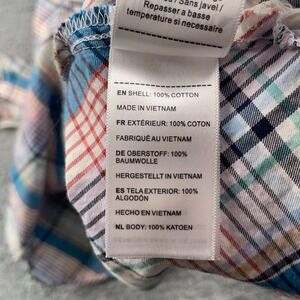 Sans javel /
Repasser a basse
temperature si necessaire
EN SHELL: 100% COTTON
MADE IN VIETNAM
FR EXTÉRIEUR: 100% COTON
FABRIQUÉ AU VIETNAM
DE OBERSTOFF: 100%
BAUMWOLLE
HERGESTELLT IN VIETNAM
ES TELA EXTERIOR: 100%
ALGODÓN
HECHO EN VIETNAM
NL BODY: 100% KATOEN